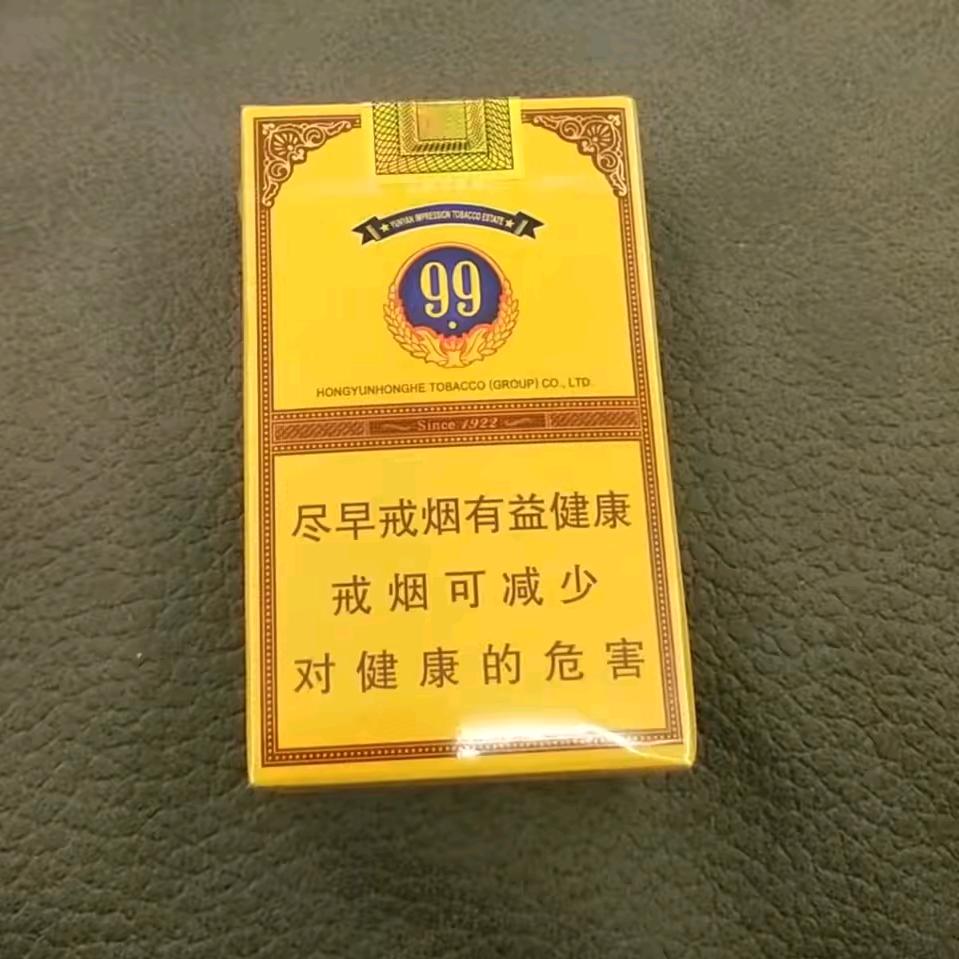 YUNYAN IMPRESSION TOBACCO ESTATE
99
HONGYUNHONGHE TOBACCO (GROUP) CO., LTD.
Since 1922
尽早戒烟有益健康
戒烟可减少
对健康的危害